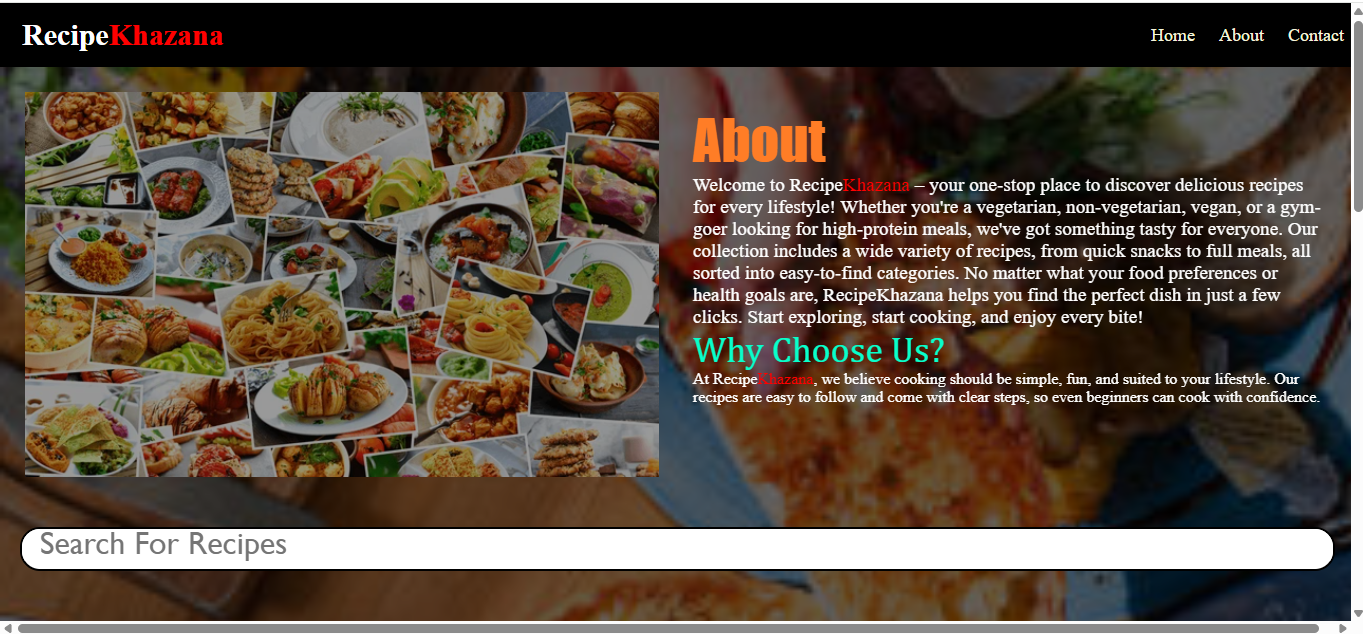 RecipeKhazana
Home About Contact
About
Welcome to RecipeKhazana – your one-stop place to discover delicious recipes
for every lifestyle! Whether you're a vegetarian, non-vegetarian, vegan, or a gym-
goer looking for high-protein meals, we've got something tasty for everyone. Our
collection includes a wide variety of recipes, from quick snacks to full meals, all
sorted into easy-to-find categories. No matter what your food preferences or
health goals are, RecipeKhazana helps you find the perfect dish in just a few
clicks. Start exploring, start cooking, and enjoy every bite!
Why Choose Us?
At RecipeKhazana, we believe cooking should be simple, fun, and suited to your lifestyle. Our
recipes are easy to follow and come with clear steps, so even beginners can cook with confidence.
Search For Recipes